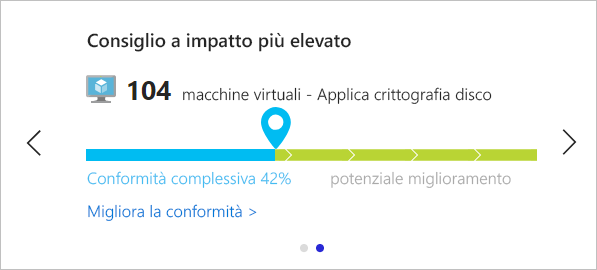 Consiglio a impatto più elevato
104 macchine virtuali - Applica crittografia disco
Conformità complessiva 42% potenziale miglioramento
Migliora la conformità >